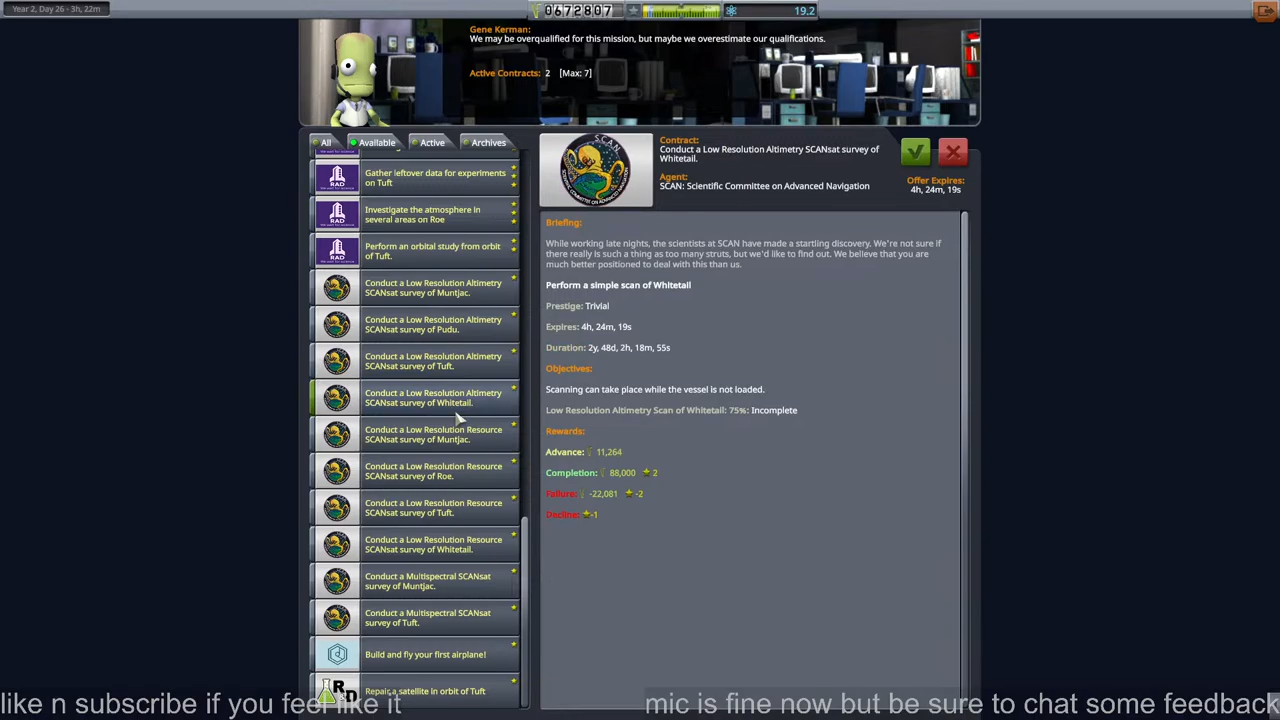 Year 2, Day 26 - 3h, 22m
0672807
19.2
Gene Kerman:
We may be overqualified for this mission, but maybe we overestimate our qualifications.
Active Contracts: 2 [Max: 7]
All
Available
Active
Archives
Gather leftover data for experiments
on Tuft
Investigate the atmosphere in
several areas on Roe
Perform an orbital study from orbit
of Tuft.
Conduct a Low Resolution Altimetry
SCANsat survey of Muntjac.
Conduct a Low Resolution Altimetry
SCANsat survey of Pudu.
Conduct a Low Resolution Altimetry
SCANsat survey of Tuft.
Conduct a Low Resolution Altimetry
SCANsat survey of Whitetail.
Conduct a Low Resolution Resource
SCANsat survey of Muntjac.
Conduct a Low Resolution Resource
SCANsat survey of Roe.
Conduct a Low Resolution Resource
SCANsat survey of Tuft.
Conduct a Low Resolution Resource
SCANsat survey of Whitetail.
Conduct a Multispectral SCANsat
survey of Muntjac.
Conduct a Multispectral SCANsat
survey of Tuft.
Build and fly your first airplane!
Repair a satellite in orbit of Tuft
RAD
RAD
RAD
SCAN
SCIENTIFIC COMMITTEE ON ADVANCED NAVIGATION
Contract:
Conduct a Low Resolution Altimetry SCANsat survey of
Whitetail.
Agent:
SCAN: Scientific Committee on Advanced Navigation
Offer Expires:
4h, 24m, 19s
Briefing:
While working late nights, the scientists at SCAN have made a startling discovery. We're not sure if
there really is such a thing as too many struts, but we'd like to find out. We believe that you are
much better positioned to deal with this than us.
Perform a simple scan of Whitetail
Prestige: Trivial
Expires: 4h, 24m, 19s
Duration: 2y, 48d, 2h, 18m, 55s
Objectives:
Scanning can take place while the vessel is not loaded.
Low Resolution Altimetry Scan of Whitetail: 75%: Incomplete
Rewards:
Advance: 11,264
Completion: 88,000 2
Failure: -22,081 -2
Decline: -1
like n subscribe if you feel like it
mic is fine now but be sure to chat some feedback